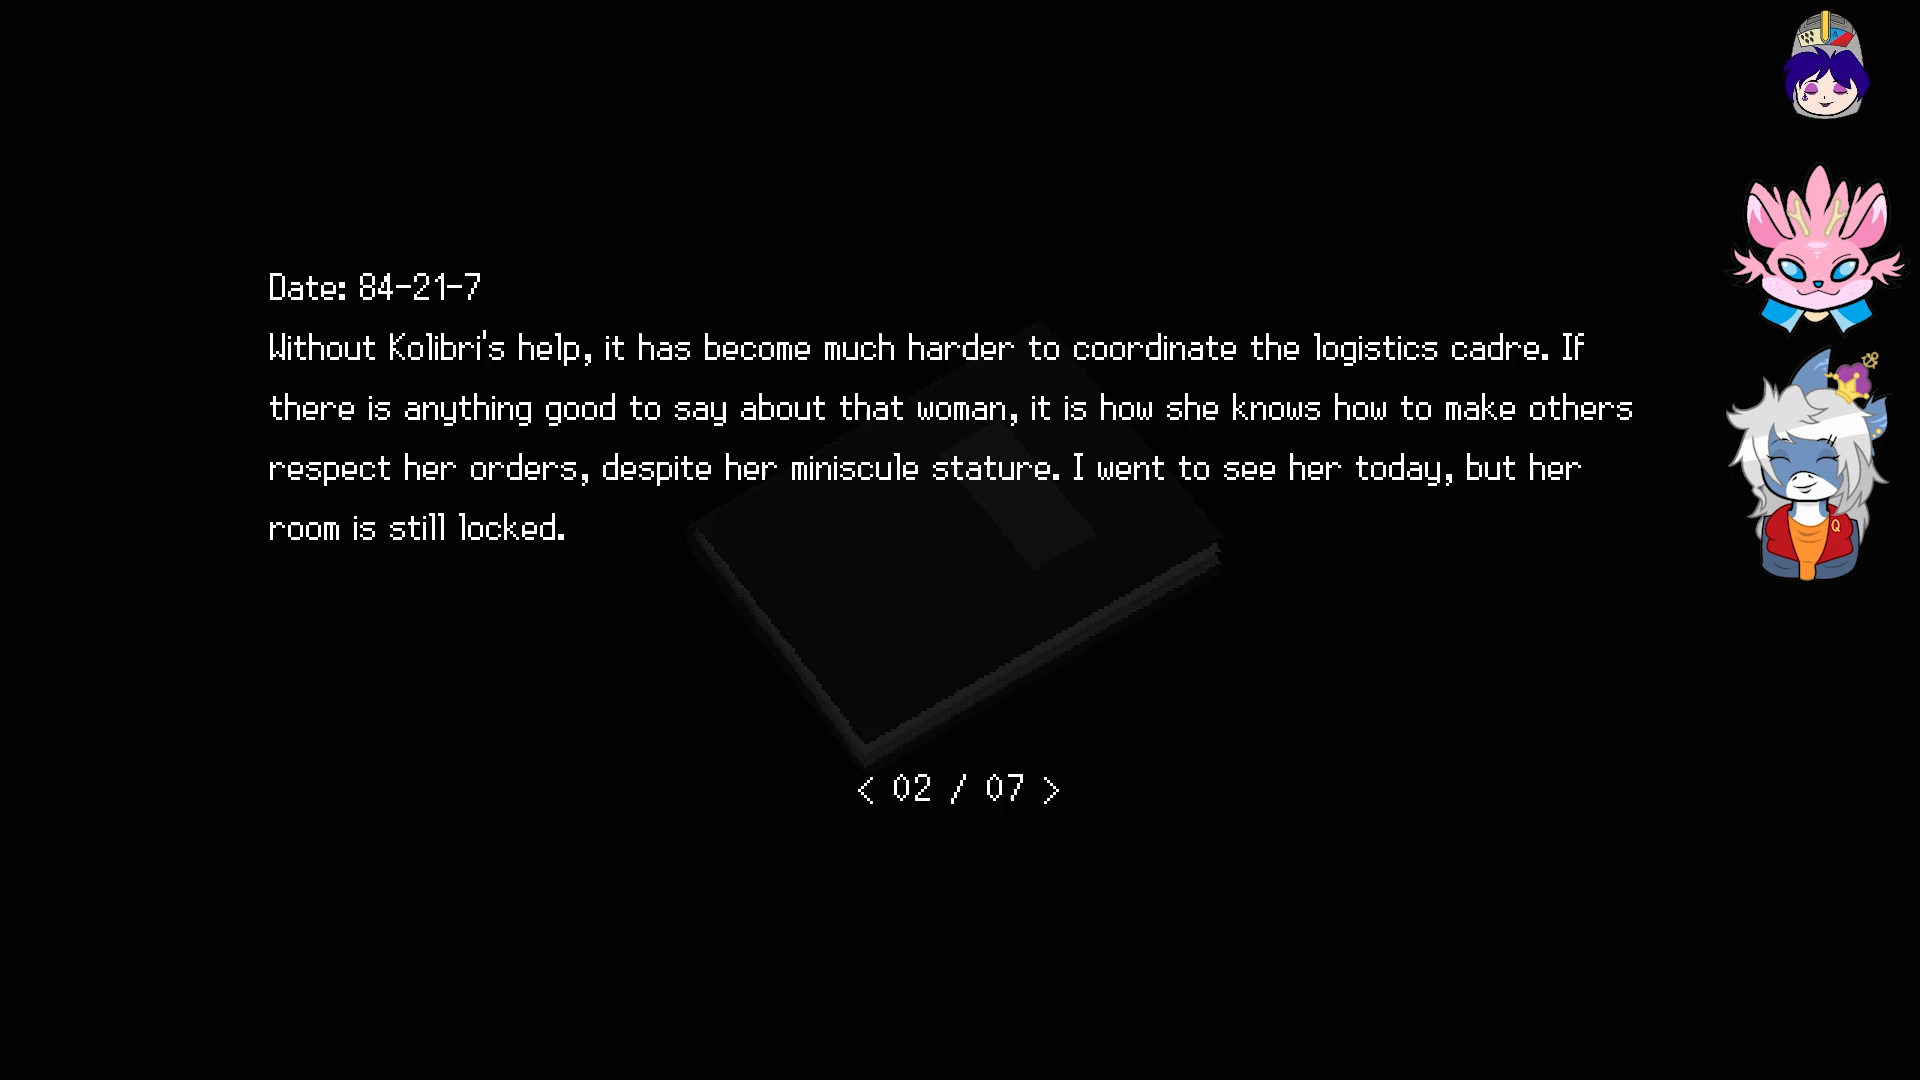 Date: 84-21-7
Without Kolibri's help, it has become much harder to coordinate the logistics cadre. If
there is anything good to say about that woman, it is how she knows how to make others
respect her orders, despite her miniscule stature. I went to see her today, but her
room is still locked.
< 02 / 07 >
Q